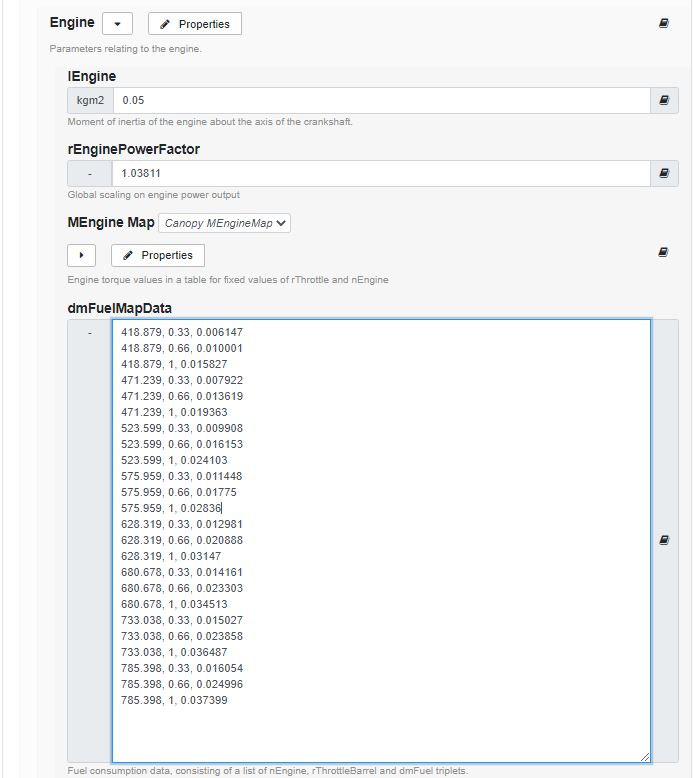 Engine Properties
Parameters relating to the engine.
IEngine
kgm2 0.05
Moment of inertia of the engine about the axis of the crankshaft.
rEnginePowerFactor
- 1.03811
Global scaling on engine power output
MEngine Map Canopy MEngineMap
Properties
Engine torque values in a table for fixed values of rThrottle and nEngine
dmFuelMapData
- 418.879, 0.33, 0.006147
418.879, 0.66, 0.010001
418.879, 1, 0.015827
471.239, 0.33, 0.007922
471.239, 0.66, 0.013619
471.239, 1, 0.019363
523.599, 0.33, 0.009908
523.599, 0.66, 0.016153
523.599, 1, 0.024103
575.959, 0.33, 0.011448
575.959, 0.66, 0.01775
575.959, 1, 0.02836
628.319, 0.33, 0.012981
628.319, 0.66, 0.020888
628.319, 1, 0.03147
680.678, 0.33, 0.014161
680.678, 0.66, 0.023303
680.678, 1, 0.034513
733.038, 0.33, 0.015027
733.038, 0.66, 0.023858
733.038, 1, 0.036487
785.398, 0.33, 0.016054
785.398, 0.66, 0.024996
785.398, 1, 0.037399
Fuel consumption data, consisting of a list of nEngine, rThrottleBarrel and dmFuel triplets.